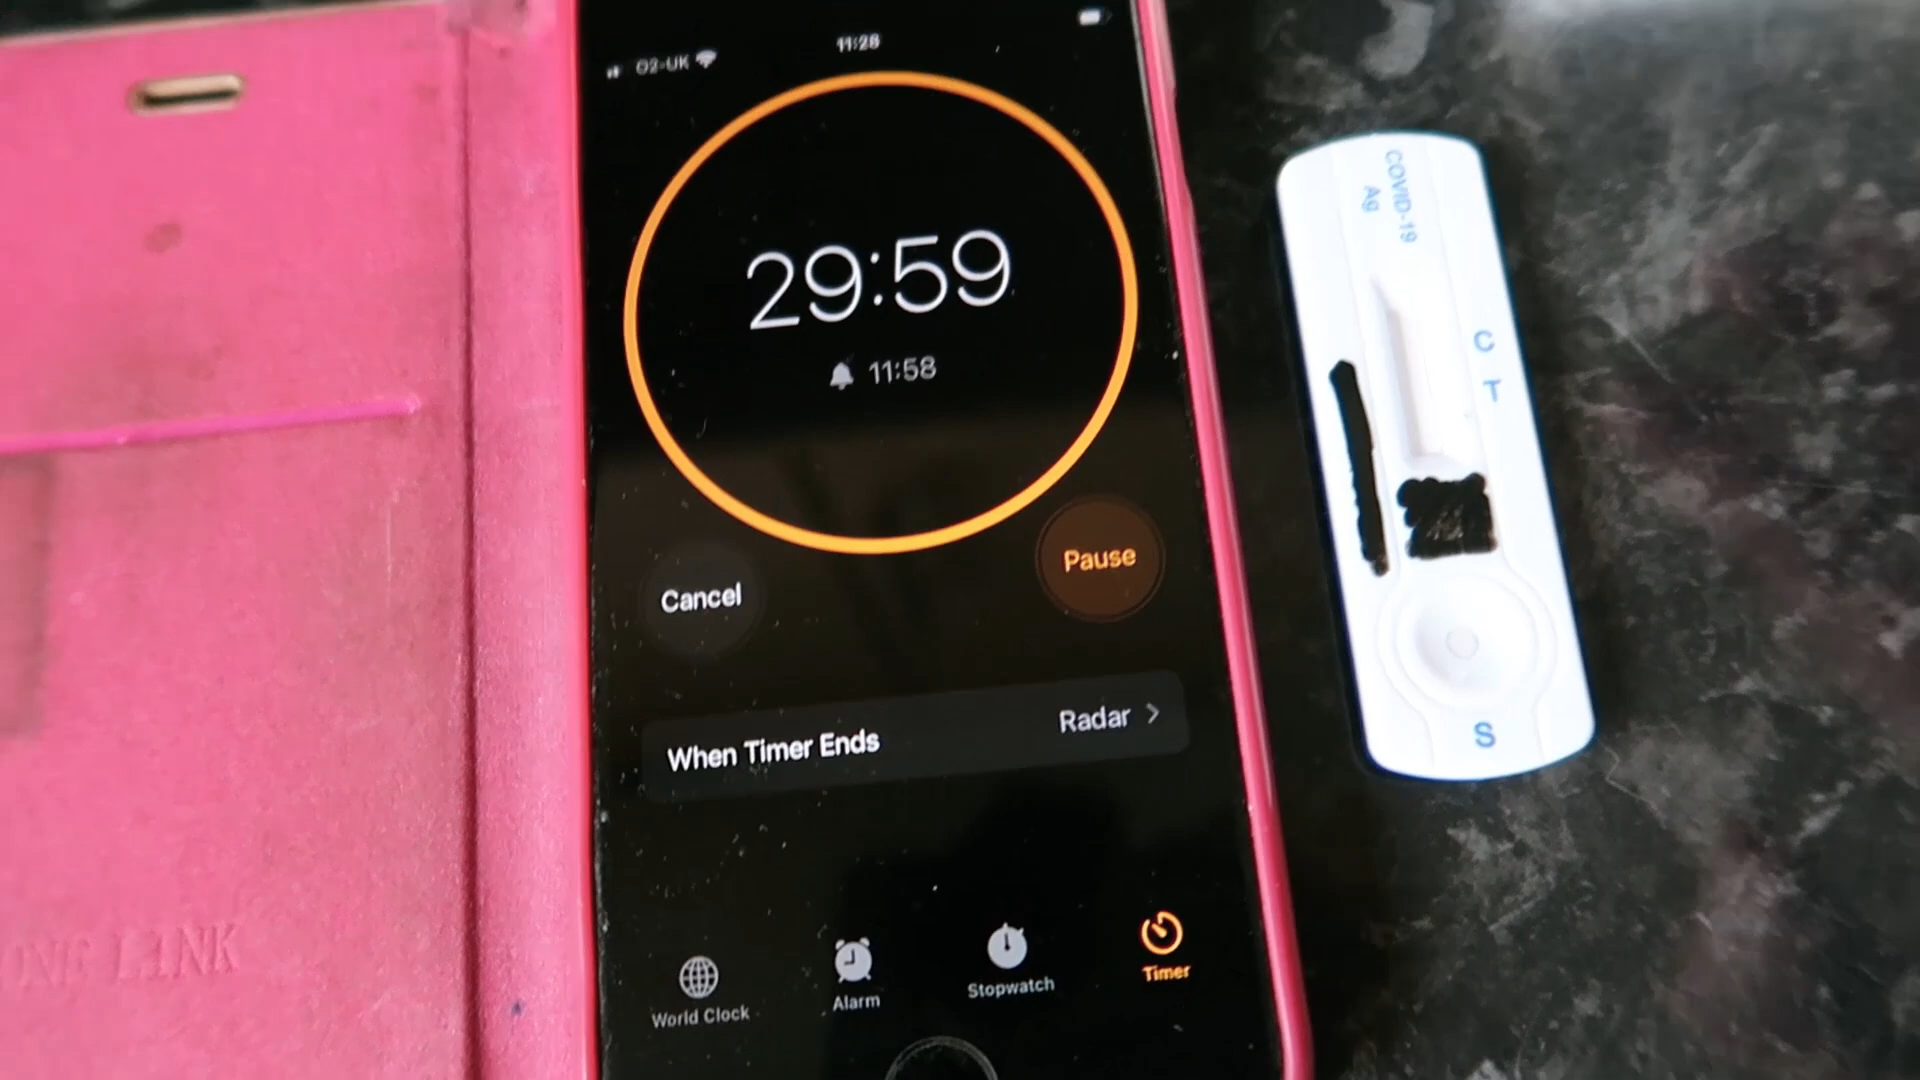 O2-UK
11:28
29:59
11:58
Cancel
Pause
When Timer Ends
Radar
World Clock
Alarm
Stopwatch
Timer
LINK
COVID-19
Ag
C
T
S